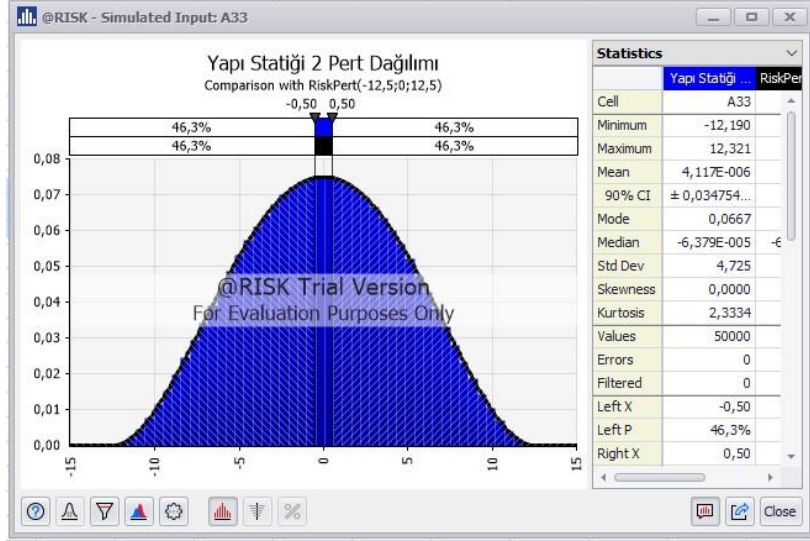 @RISK - Simulated Input: A33
Yapı Statiği 2 Pert Dağılımı
Comparison with RiskPert(-12,5;0;12,5)
-0,50 0,50
46,3% 46,3%
46,3% 46,3%
0,08
0,07
0,06
0,05
0,04
0,03
0,02
0,01
0,00
-15 -10 -5 0 5 10 15
@RISK Trial Version
For Evaluation Purposes Only
Statistics
Yapı Statiği ... RiskPer
Cell A33
Minimum -12,190
Maximum 12,321
Mean 4,117E-006
90% CI ± 0,034754...
Mode 0,0667
Median -6,379E-005 -6
Std Dev 4,725
Skewness 0,0000
Kurtosis 2,3334
Values 50000
Errors 0
Filtered 0
Left X -0,50
Left P 46,3%
Right X 0,50
Close